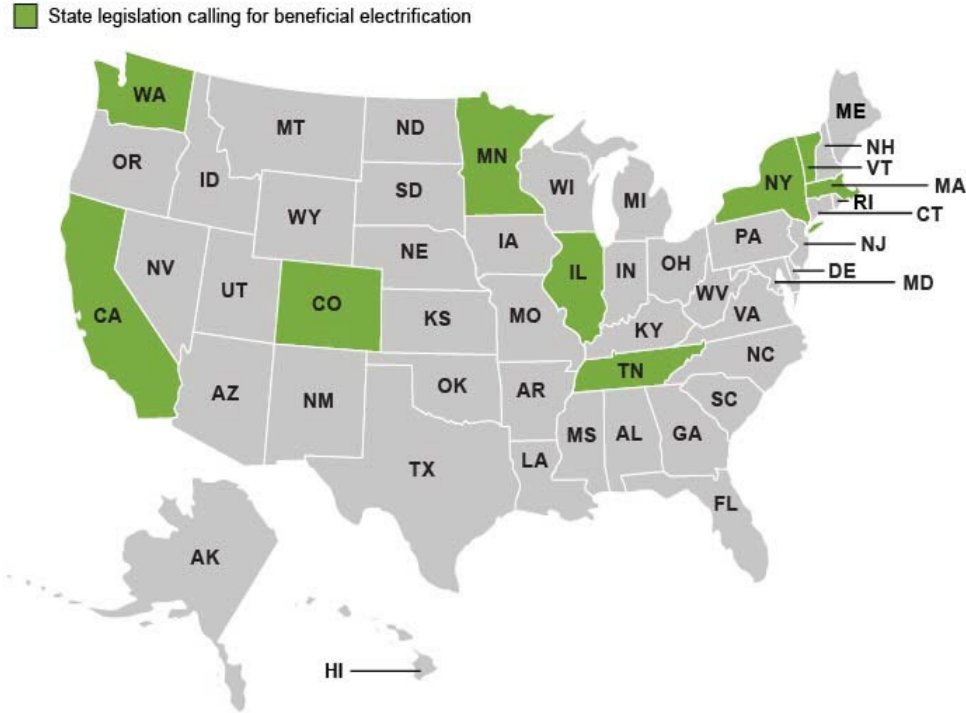 State legislation calling for beneficial electrification
WA
MT
ND
MN
ME
OR
ID
SD
WI
MI
NY
NH
VT
MA
RI
CT
WY
IA
NE
PA
NJ
NV
UT
CO
IL
IN
OH
DE
MD
WV
VA
CA
KS
MO
KY
NC
TN
AZ
NM
OK
AR
SC
MS
AL
GA
LA
TX
FL
AK
HI